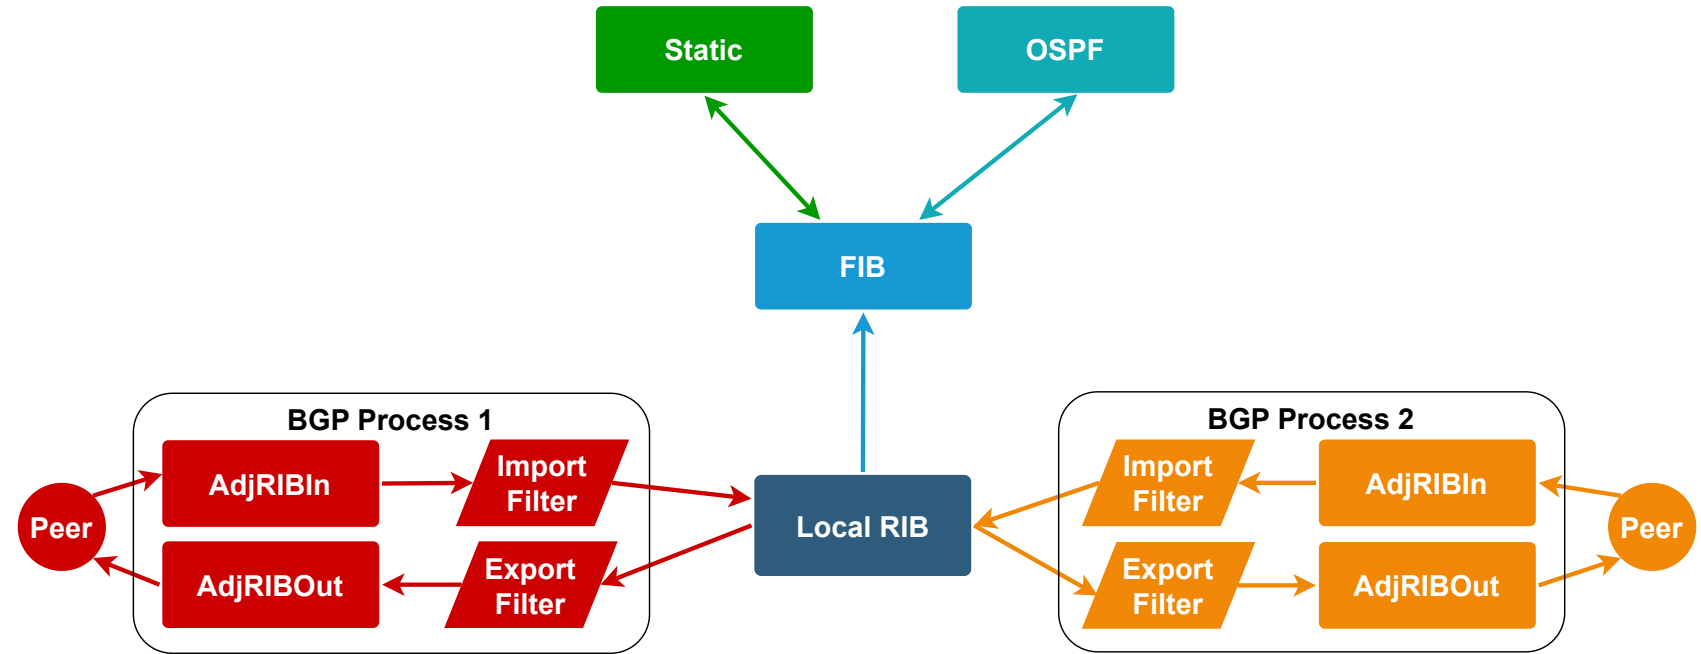 Static
OSPF
FIB
BGP Process 1
AdjRIBIn
Import
Filter
Peer
AdjRIBOut
Export
Filter
Local RIB
BGP Process 2
Import
Filter
AdjRIBIn
Peer
Export
Filter
AdjRIBOut